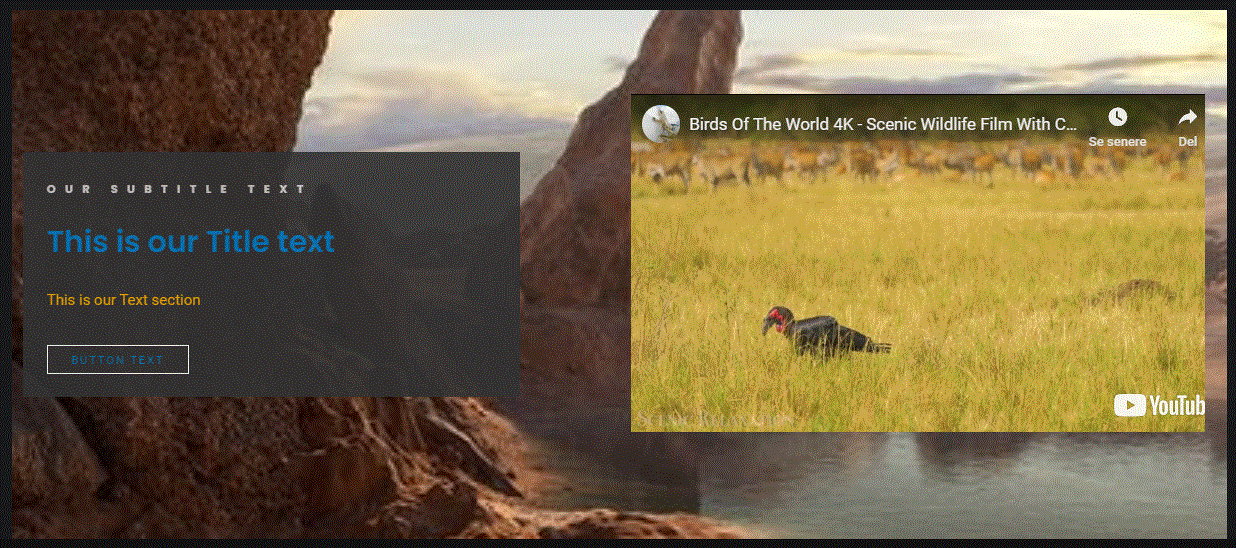 OUR SUBTITLE TEXT
This is our Title text
This is our Text section
BUTTON TEXT
Birds Of The World 4K - Scenic Wildlife Film With C...
Se senere
Del
YouTub